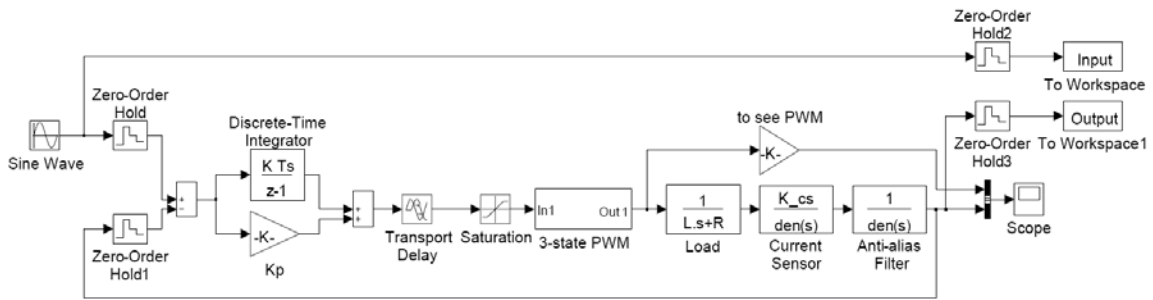 Zero-Order
Hold2
Input
To Workspace
Zero-Order
Hold
Sine Wave
Discrete-Time
Integrator
K Ts
z-1
to see PWM
-K-
Output
To Workspace1
Zero-Order
Hold3
+
−
Zero-Order
Hold1
-K-
Kp
+
+
Transport
Delay
Saturation
In1
Out 1
3-state PWM
1
L.s+R
Load
K_cs
den(s)
Current
Sensor
1
den(s)
Anti-alias
Filter
Scope